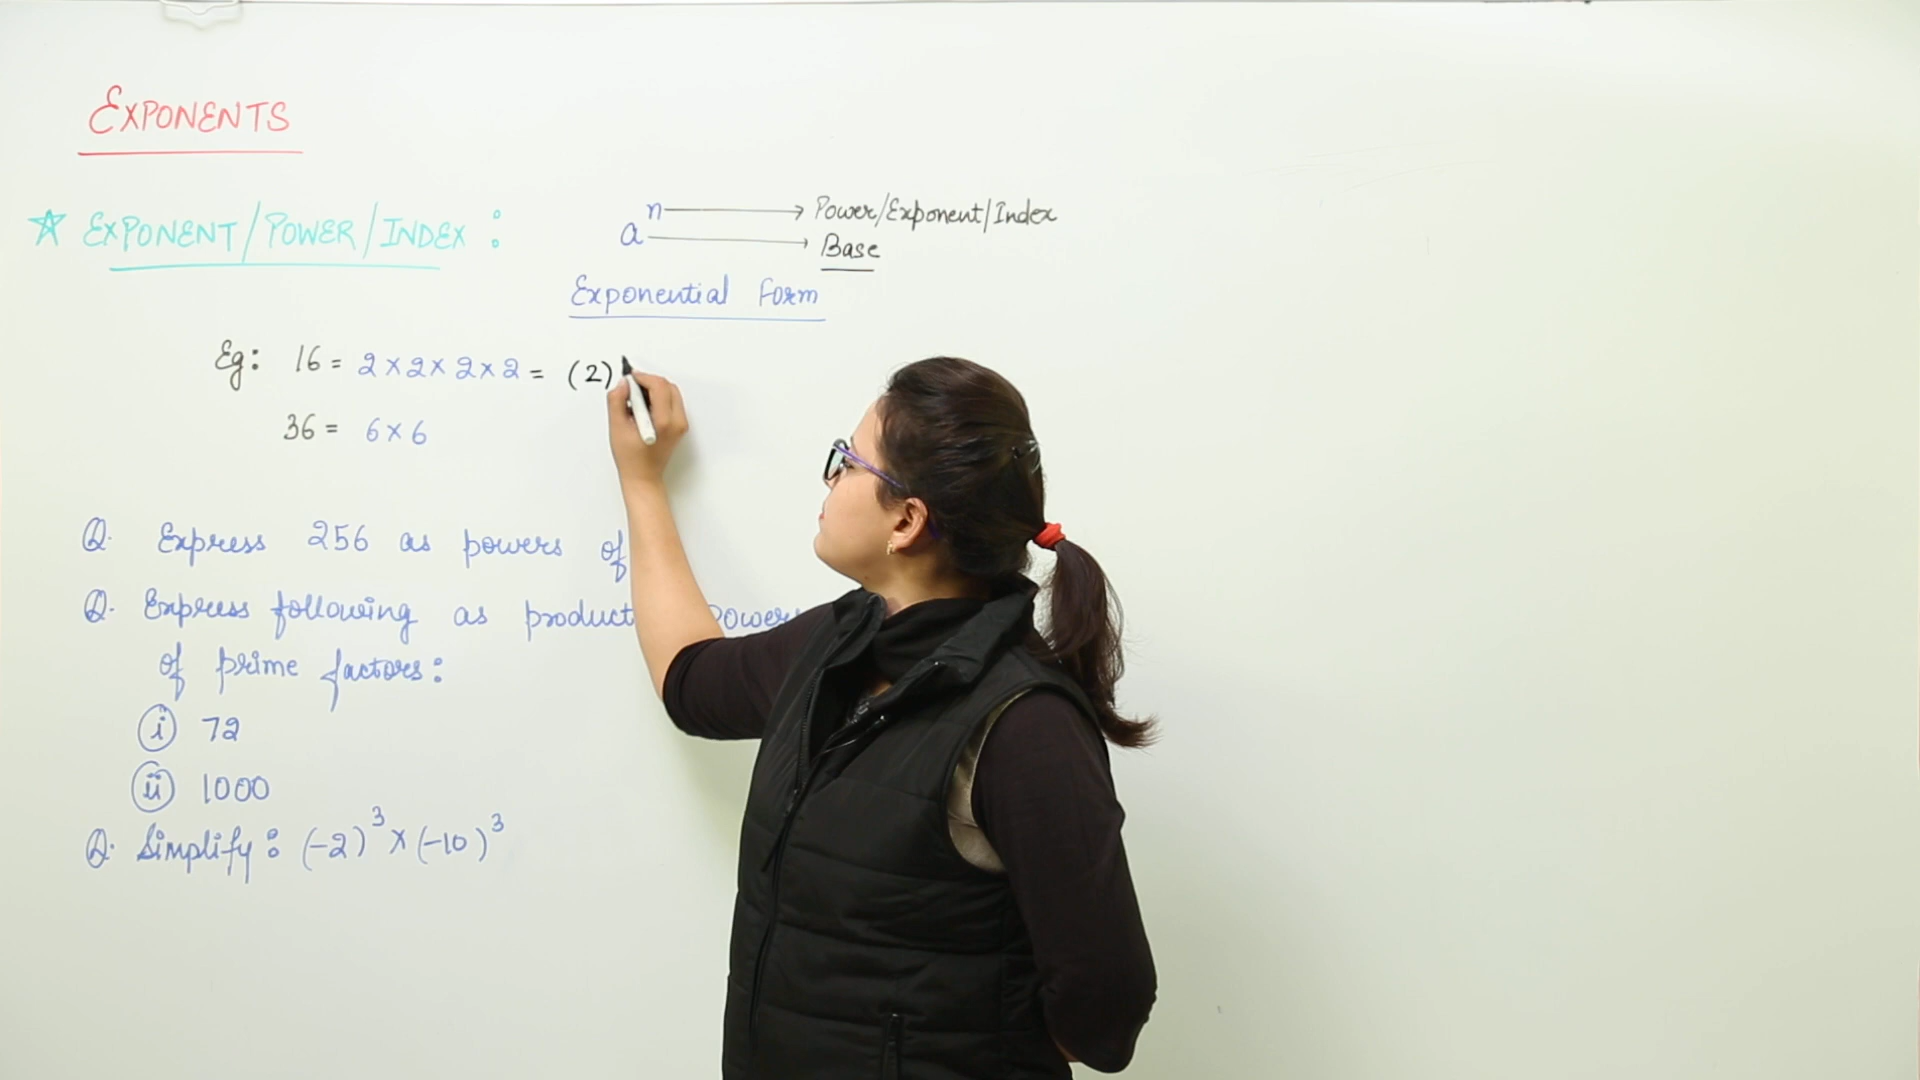 EXPONENTS
☆ EXPONENT/POWER/INDEX :
n → Power/Exponent/Index
a → Base
Exponential Form
Eg: 16 = 2×2×2×2 = (2)
36 = 6×6
Q. Express 256 as powers of
Q. Express following as product powers
of prime factors:
(i) 72
(ii) 1000
Q. Simplify: (-2)³ × (-10)³